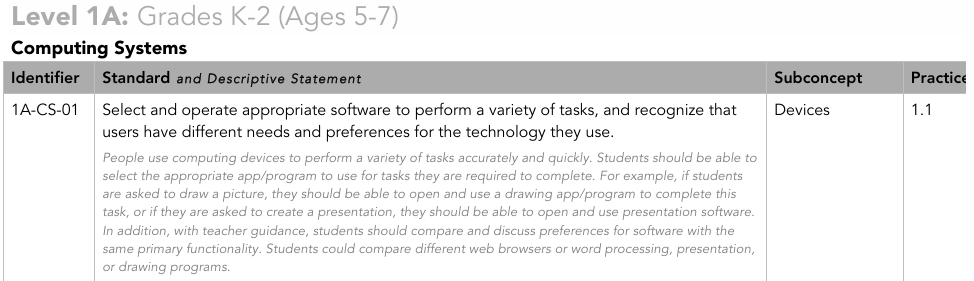 Level 1A: Grades K-2 (Ages 5-7)
Computing Systems
Identifier Standard and Descriptive Statement Subconcept Practice
1A-CS-01 Select and operate appropriate software to perform a variety of tasks, and recognize that Devices 1.1
users have different needs and preferences for the technology they use.
People use computing devices to perform a variety of tasks accurately and quickly. Students should be able to
select the appropriate app/program to use for tasks they are required to complete. For example, if students
are asked to draw a picture, they should be able to open and use a drawing app/program to complete this
task, or if they are asked to create a presentation, they should be able to open and use presentation software.
In addition, with teacher guidance, students should compare and discuss preferences for software with the
same primary functionality. Students could compare different web browsers or word processing, presentation,
or drawing programs.